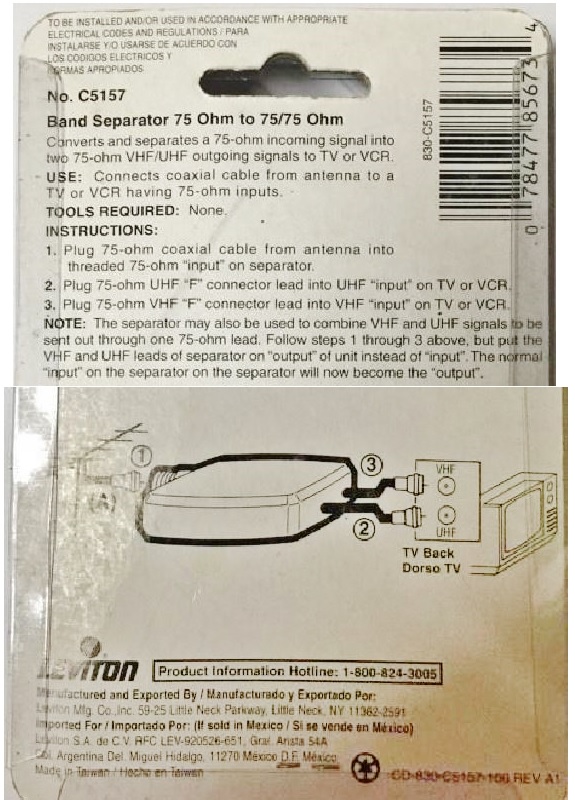 TO BE INSTALLED AND/OR USED IN ACCORDANCE WITH APPROPRIATE
ELECTRICAL CODES AND REGULATIONS / PARA
INSTALARSE Y/O USARSE DE ACUERDO CON
LOS CODIGOS ELECTRICOS Y
NORMAS APROPIADOS
No. C5157
Band Separator 75 Ohm to 75/75 Ohm
Converts and separates a 75-ohm incoming signal into
two 75-ohm VHF/UHF outgoing signals to TV or VCR.
USE: Connects coaxial cable from antenna to a
TV or VCR having 75-ohm inputs.
TOOLS REQUIRED: None.
INSTRUCTIONS:
1. Plug 75-ohm coaxial cable from antenna into
threaded 75-ohm "input" on separator.
2. Plug 75-ohm UHF "F" connector lead into UHF "input" on TV or VCR.
3. Plug 75-ohm VHF "F" connector lead into VHF "input" on TV or VCR.
NOTE: The separator may also be used to combine VHF and UHF signals to be
sent out through one 75-ohm lead. Follow steps 1 through 3 above, but put the
VHF and UHF leads of separator on "output" of unit instead of "input". The normal
"input" on the separator on the separator will now become the "output".
830-C5157
0 78477 85673 4
1
3
2
VHF
UHF
TV Back
Dorso TV
LEVITON
Product Information Hotline: 1-800-824-3005
Manufactured and Exported By / Manufacturado y Exportado Por:
Leviton Mfg. Co., Inc. 59-25 Little Neck Parkway, Little Neck, NY 11362-2591
Imported For / Importado Por: (If sold in Mexico / Si se vende en México)
Leviton S.A. de C.V. RFC LEV-920526-651, Gral. Arista 54A
Col. Argentina Del. Miguel Hidalgo, 11270 México D.F. México
Made in Taiwan / Hecho en Taiwan
CD-830-C5157-100 REV A1